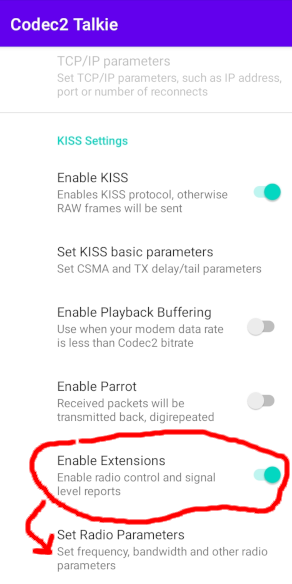 Codec2 Talkie
TCP/IP parameters
Set TCP/IP parameters, such as IP address,
port or number of reconnects
KISS Settings
Enable KISS
Enables KISS protocol, otherwise
RAW frames will be sent
Set KISS basic parameters
Set CSMA and TX delay/tail parameters
Enable Playback Buffering
Use when your modem data rate
is less than Codec2 bitrate
Enable Parrot
Received packets will be
transmitted back, digirepeated
Enable Extensions
Enable radio control and signal
level reports
Set Radio Parameters
Set frequency, bandwidth and other radio
parameters